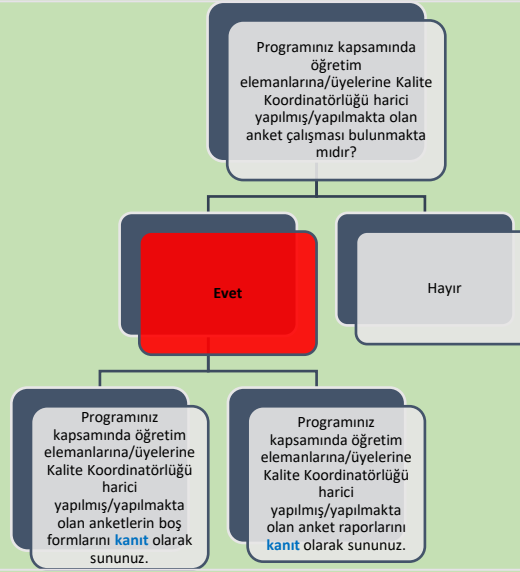 Programınız kapsamında
öğretim
elemanlarına/üyelerine Kalite
Koordinatörlüğü harici
yapılmış/yapılmakta olan
anket çalışması bulunmakta
mıdır?
Evet
Hayır
Programınız
kapsamında öğretim
elemanlarına/üyelerine
Kalite Koordinatörlüğü
harici
yapılmış/yapılmakta
olan anketlerin boş
formlarını kanıt olarak
sununuz.
Programınız
kapsamında öğretim
elemanlarına/üyelerine
Kalite Koordinatörlüğü
harici
yapılmış/yapılmakta
olan anket raporlarını
kanıt olarak sununuz.